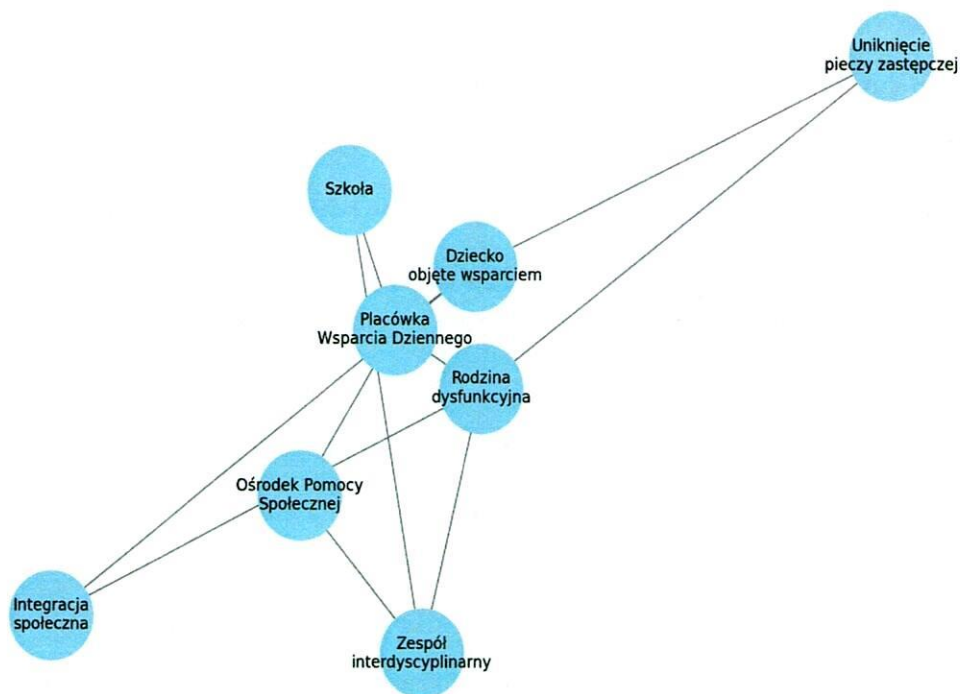 Uniknięcie
pieczy zastępczej
Szkoła
Dziecko
objęte wsparciem
Placówka
Wsparcia Dziennego
Rodzina
dysfunkcyjna
Ośrodek Pomocy
Społecznej
Integracja
społeczna
Zespół
interdyscyplinarny